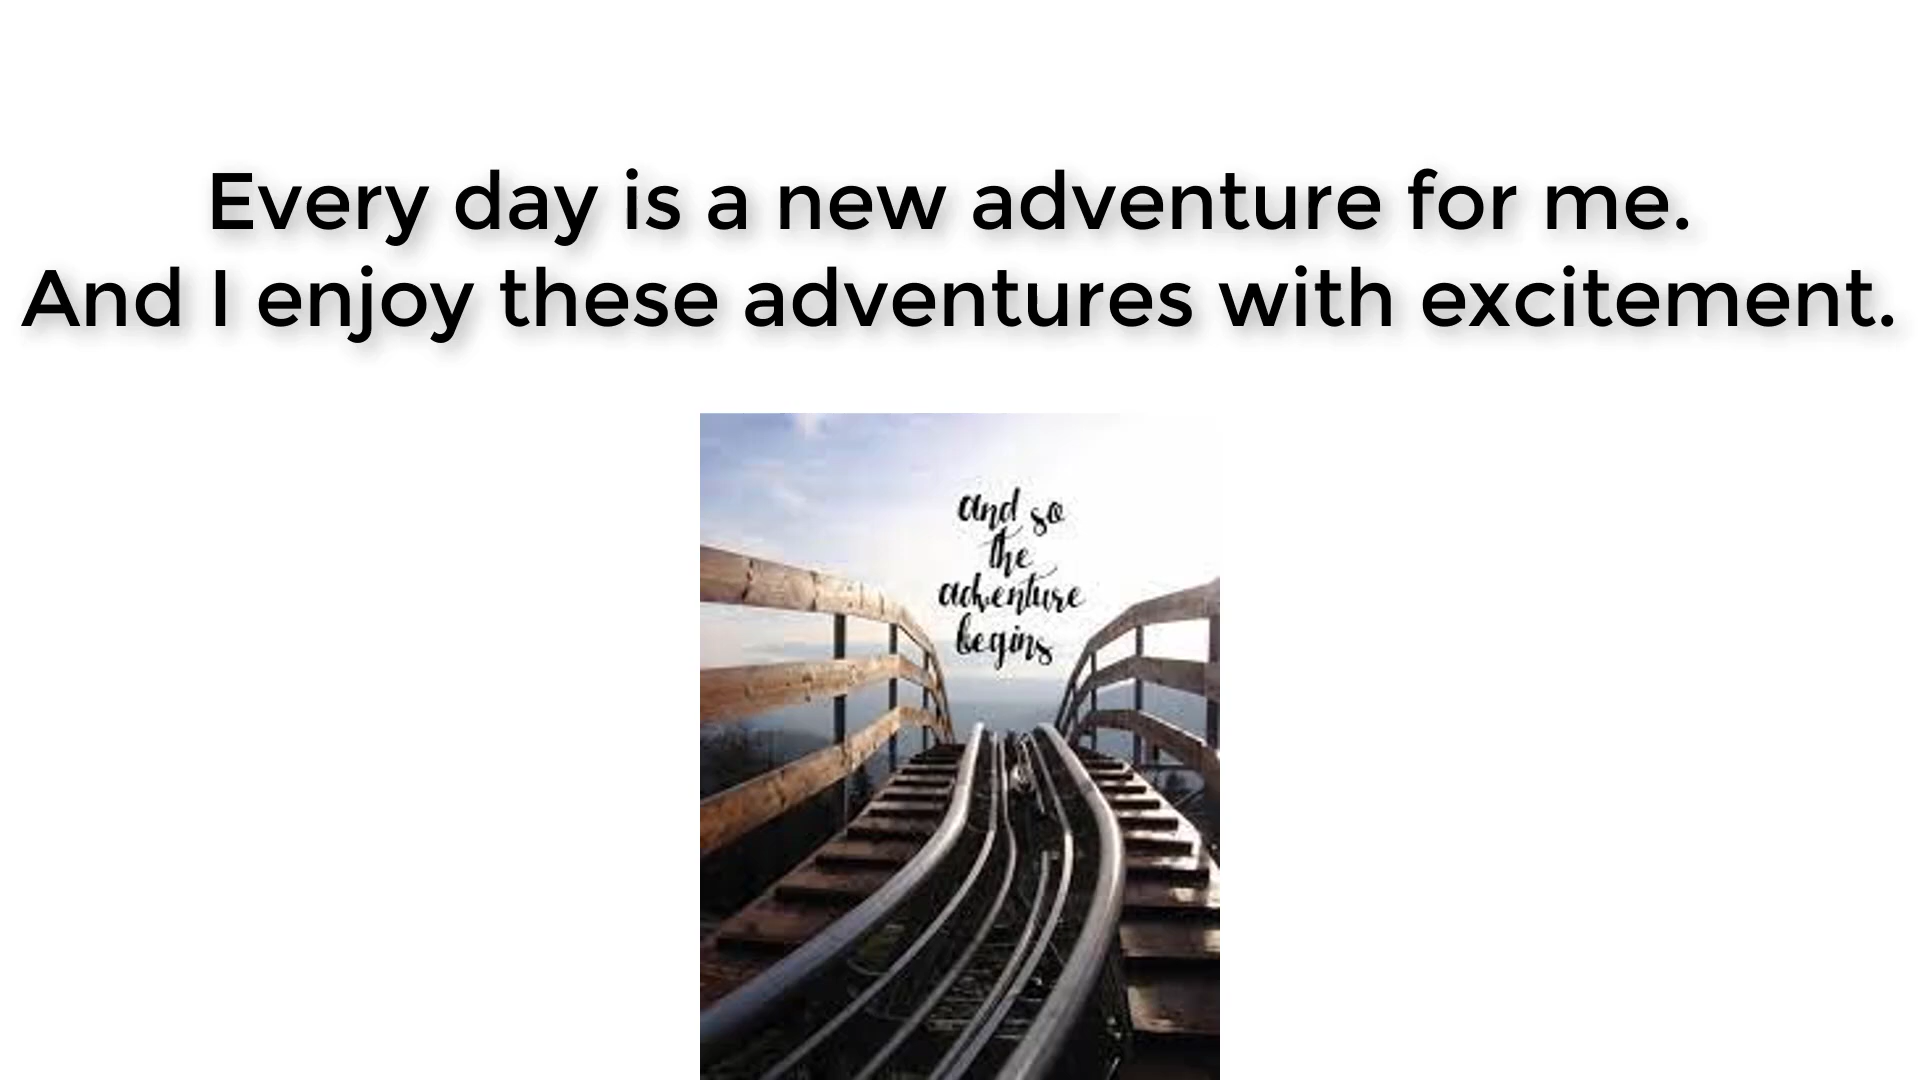 Every day is a new adventure for me.
And I enjoy these adventures with excitement.
and so
the
adventure
begins